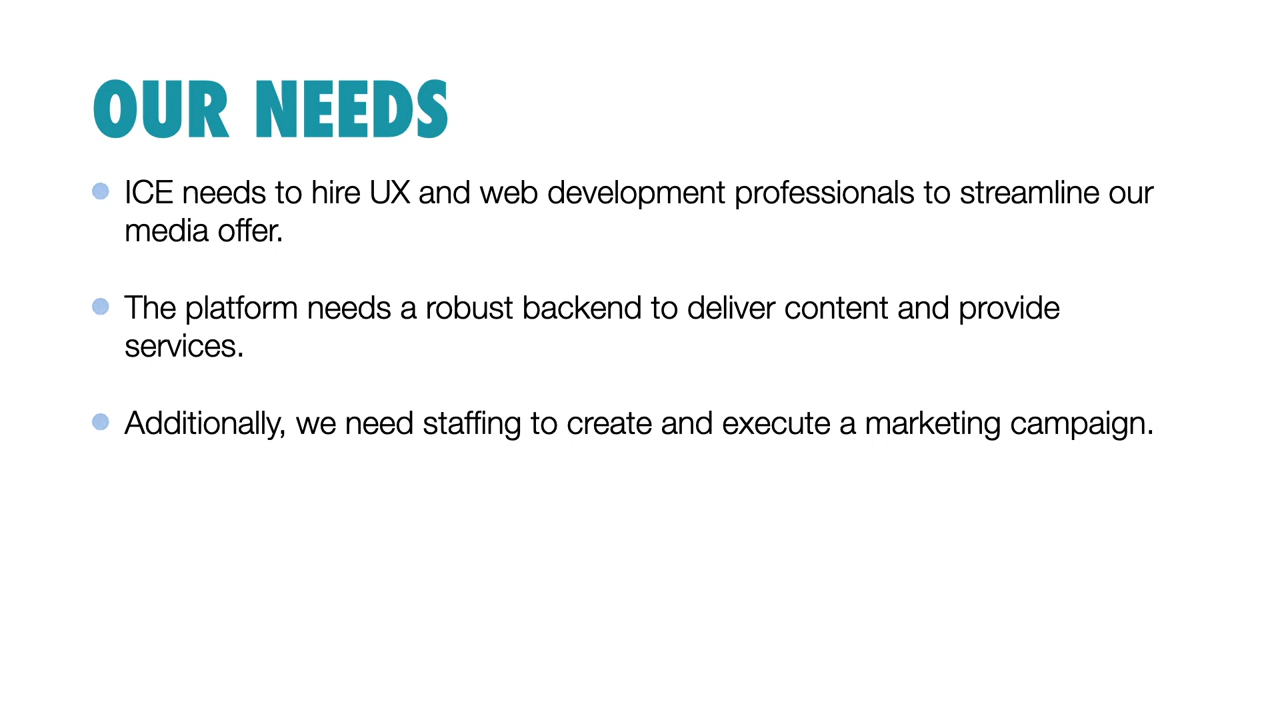 OUR NEEDS
ICE needs to hire UX and web development professionals to streamline our
media offer.
The platform needs a robust backend to deliver content and provide
services.
Additionally, we need staffing to create and execute a marketing campaign.